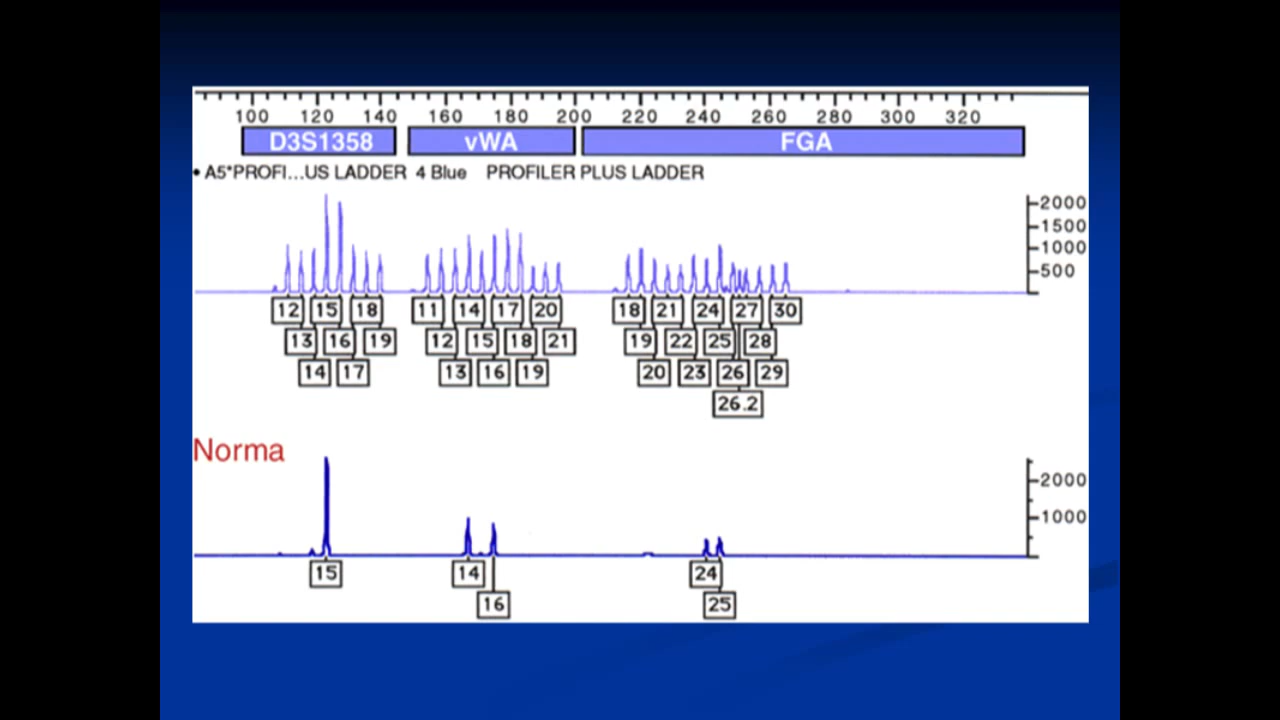 100 120 140 160 180 200 220 240 260 280 300 320
D3S1358 vWA FGA
• A5*PROFI...US LADDER 4 Blue PROFILER PLUS LADDER
2000
1500
1000
500
12 15 18 11 14 17 20 18 21 24 27 30
13 16 19 12 15 18 21 19 22 25 28
14 17 13 16 19 20 23 26 29
26.2
Norma
2000
1000
15 14 24
16 25